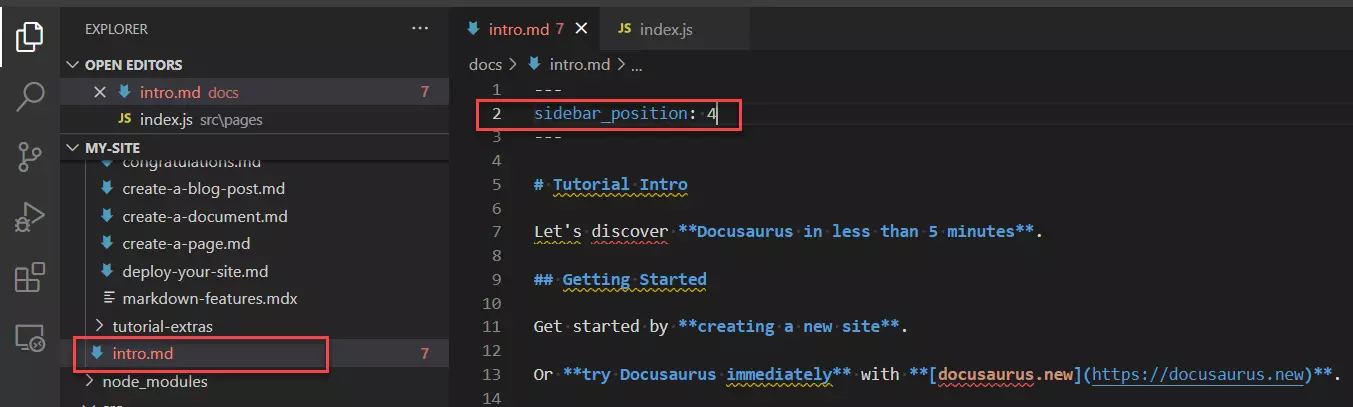 EXPLORER ...
OPEN EDITORS
intro.md docs 7
JS index.js src\pages
MY-SITE
congratulations.md
create-a-blog-post.md
create-a-document.md
create-a-page.md
deploy-your-site.md
markdown-features.mdx
tutorial-extras
intro.md 7
node_modules
intro.md 7
JS index.js
docs > intro.md > ...
1 ---
2 sidebar_position: 4
3 ---
4
5 # Tutorial Intro
6
7 Let's discover **Docusaurus in less than 5 minutes**.
8
9 ## Getting Started
10
11 Get started by **creating a new site**.
12
13 Or **try Docusaurus immediately** with **[docusaurus.new](https://docusaurus.new)**.
14